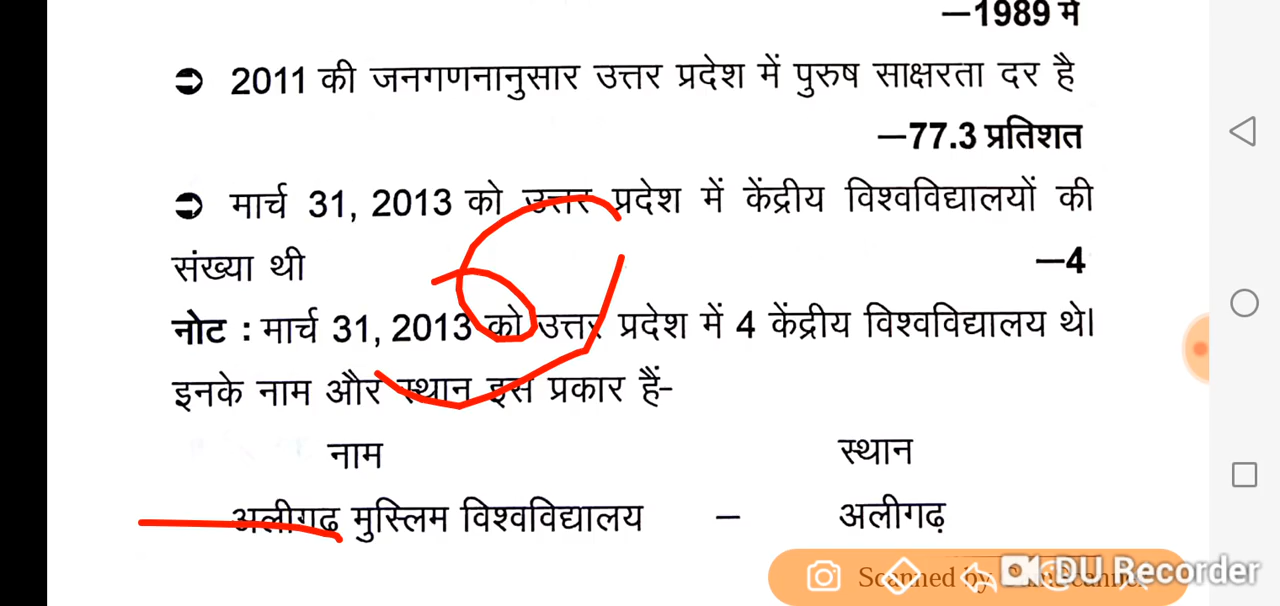 —1989 में
➲ 2011 की जनगणनानुसार उत्तर प्रदेश में पुरुष साक्षरता दर है
—77.3 प्रतिशत
➲ मार्च 31, 2013 को उत्तर प्रदेश में केंद्रीय विश्वविद्यालयों की
संख्या थी —4
नोट : मार्च 31, 2013 को उत्तर प्रदेश में 4 केंद्रीय विश्वविद्यालय थे।
इनके नाम और स्थान इस प्रकार हैं-
नाम स्थान
अलीगढ़ मुस्लिम विश्वविद्यालय – अलीगढ़
Scanned by
DU Recorder